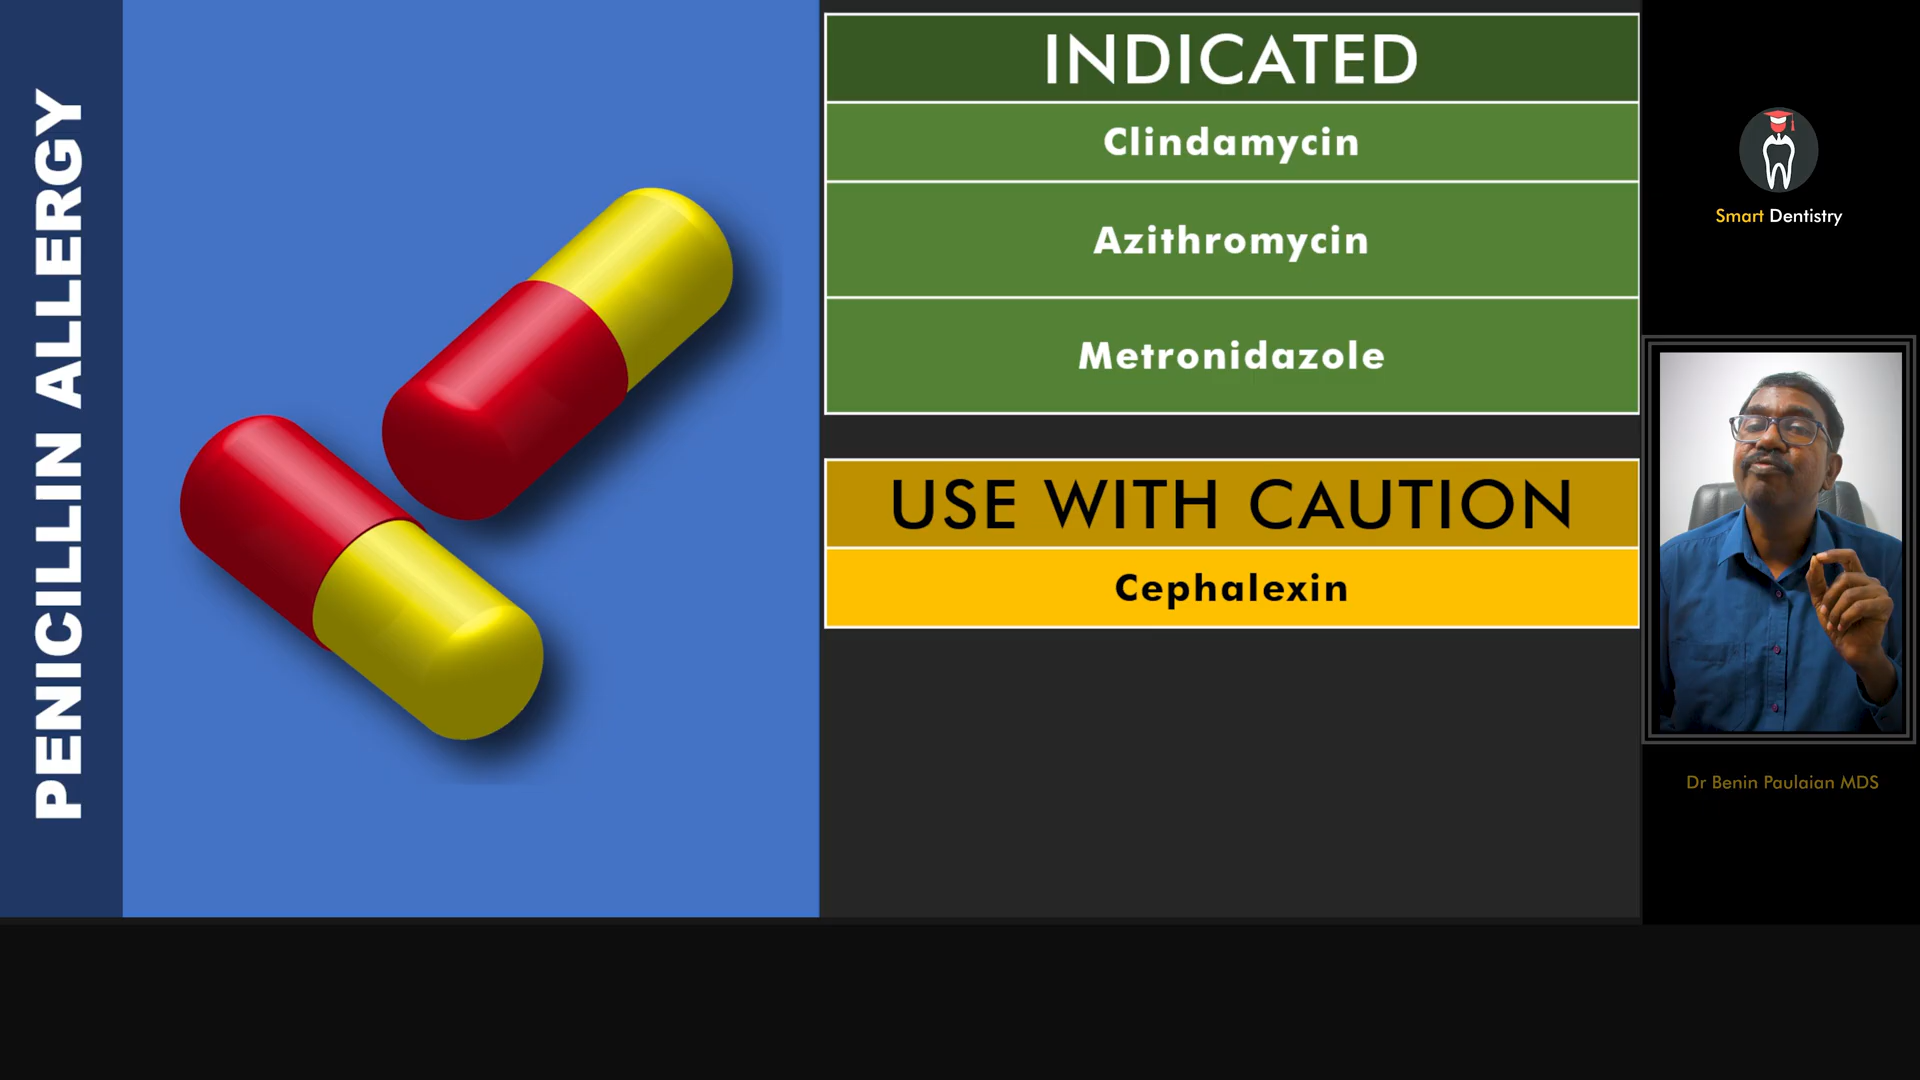 PENICILLIN ALLERGY
INDICATED
Clindamycin
Azithromycin
Metronidazole
USE WITH CAUTION
Cephalexin
Smart Dentistry
Dr Benin Paulaian MDS